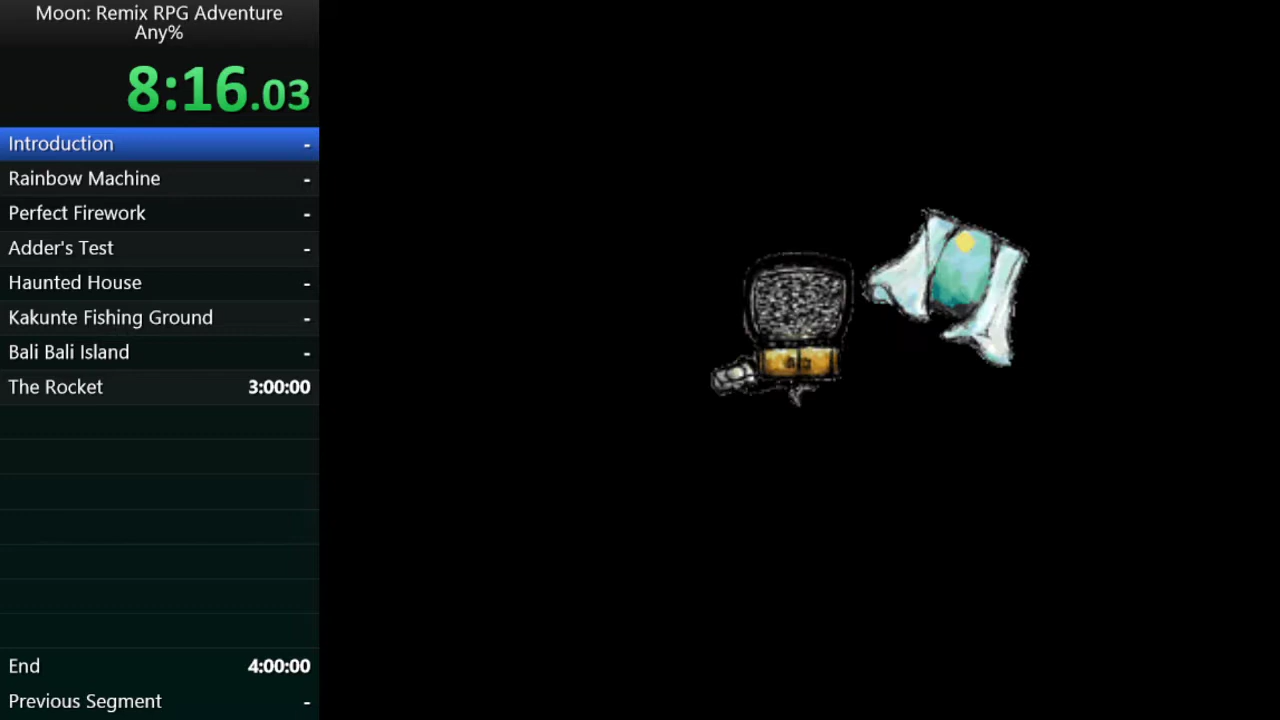 Moon: Remix RPG Adventure
Any%
8:16.03
Introduction -
Rainbow Machine -
Perfect Firework -
Adder's Test -
Haunted House -
Kakunte Fishing Ground -
Bali Bali Island -
The Rocket 3:00:00
End 4:00:00
Previous Segment -